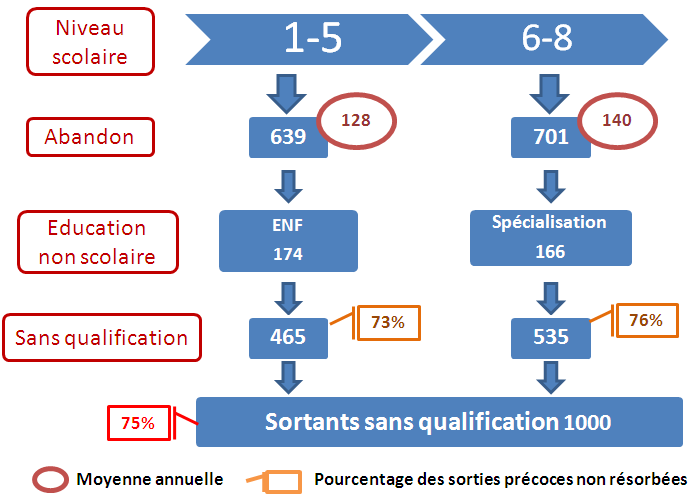 Niveau
scolaire
1-5
6-8
Abandon
639
128
701
140
Education
non scolaire
ENF
174
Spécialisation
166
Sans qualification
465
73%
535
76%
75%
Sortants sans qualification 1000
Moyenne annuelle
Pourcentage des sorties précoces non résorbées